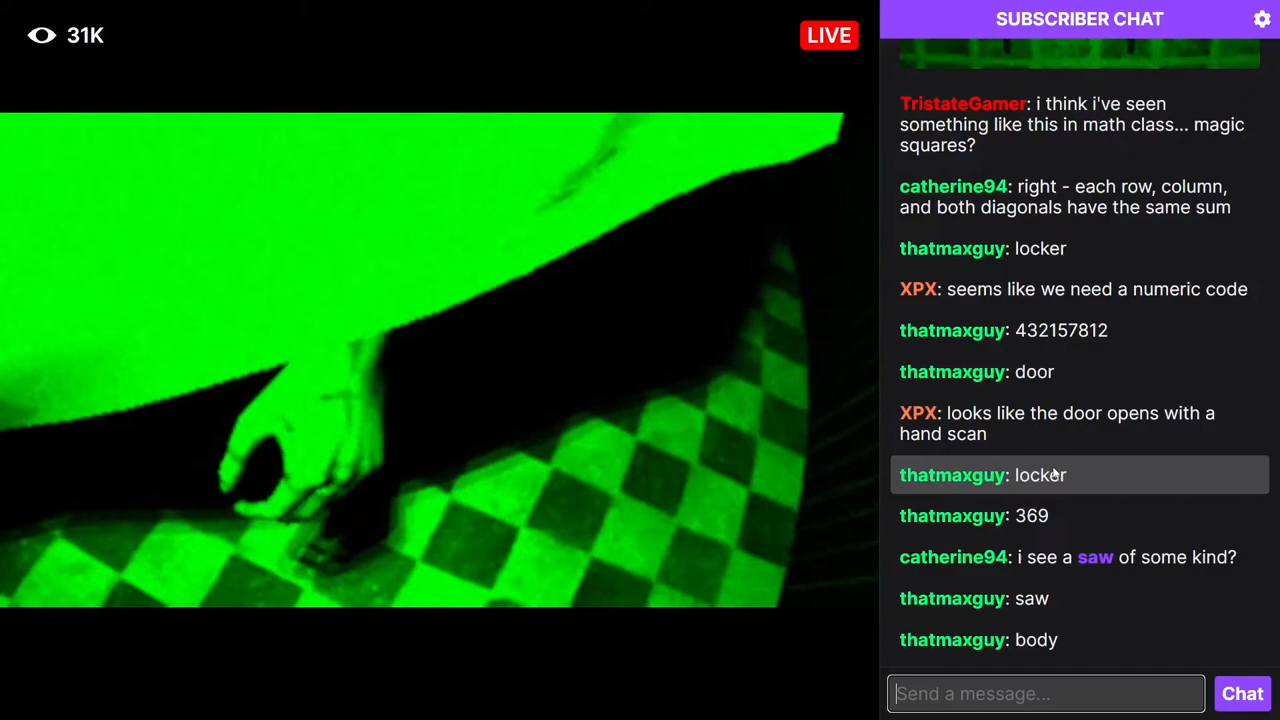 31K
LIVE
SUBSCRIBER CHAT
TristateGamer: i think i've seen
something like this in math class... magic
squares?
catherine94: right - each row, column,
and both diagonals have the same sum
thatmaxguy: locker
XPX: seems like we need a numeric code
thatmaxguy: 432157812
thatmaxguy: door
XPX: looks like the door opens with a
hand scan
thatmaxguy: locker
thatmaxguy: 369
catherine94: i see a saw of some kind?
thatmaxguy: saw
thatmaxguy: body
Send a message...
Chat